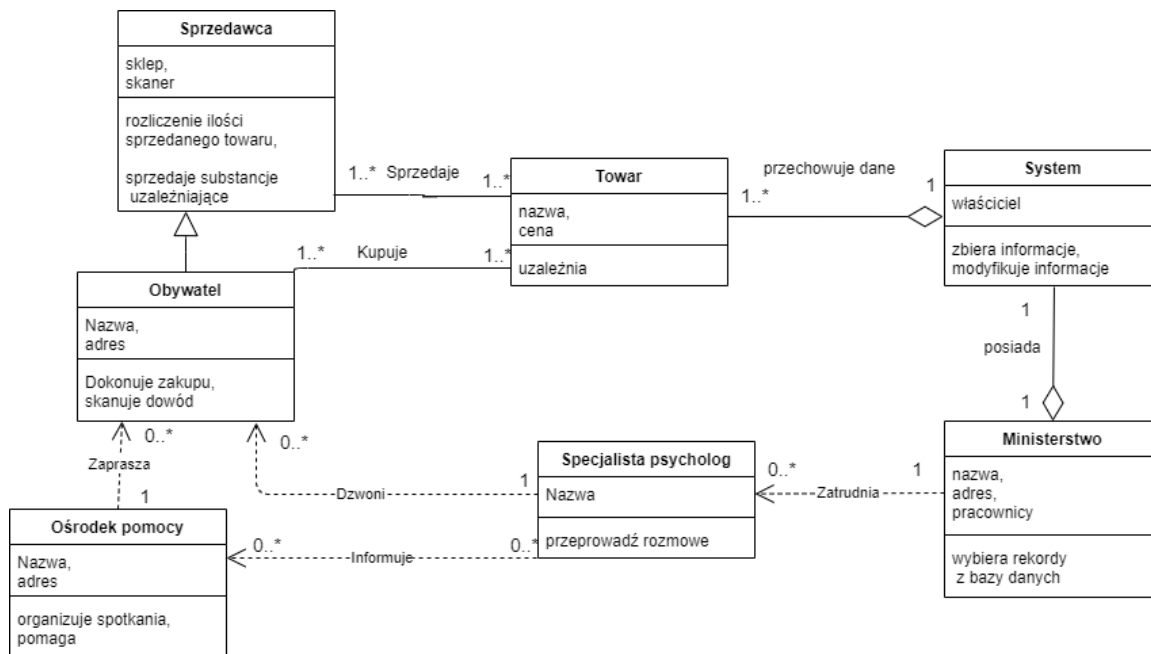 Sprzedawca
sklep,
skaner
rozliczenie ilości
sprzedanego towaru,
sprzedaje substancje
uzależniające
1..* Sprzedaje 1..*
Towar
nazwa,
cena
uzależnia
przechowuje dane
1..* 1
System
właściciel
zbiera informacje,
modyfikuje informacje
1..* Kupuje 1..*
Obywatel
Nazwa,
adres
Dokonuje zakupu,
skanuje dowód
1
posiada
1
Ministerstwo
nazwa,
adres,
pracownicy
wybiera rekordy
z bazy danych
0..* Zatrudnia 1
Specjalista psycholog
Nazwa
przeprowadź rozmowe
0..*
Dzwoni
1
0..*
Zaprasza
1
0..* Informuje 0..*
Ośrodek pomocy
Nazwa,
adres
organizuje spotkania,
pomaga